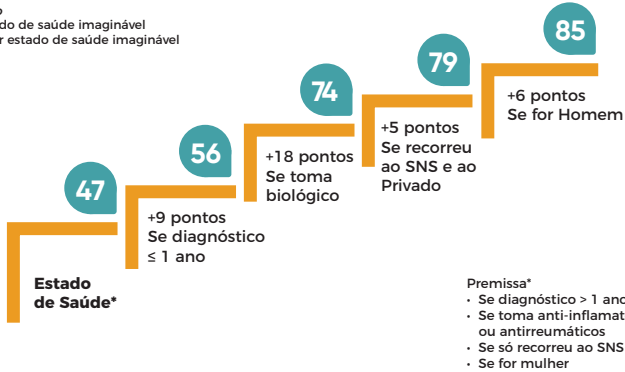 do de saúde imaginável
r estado de saúde imaginável
85
79
74
56
47
+6 pontos
Se for Homem
+5 pontos
Se recorreu
ao SNS e ao
Privado
+18 pontos
Se toma
biológico
+9 pontos
Se diagnóstico
≤ 1 ano
Estado
de Saúde*
Premissa*
• Se diagnóstico > 1 ano
• Se toma anti-inflamat
ou antirreumáticos
• Se só recorreu ao SNS
• Se for mulher